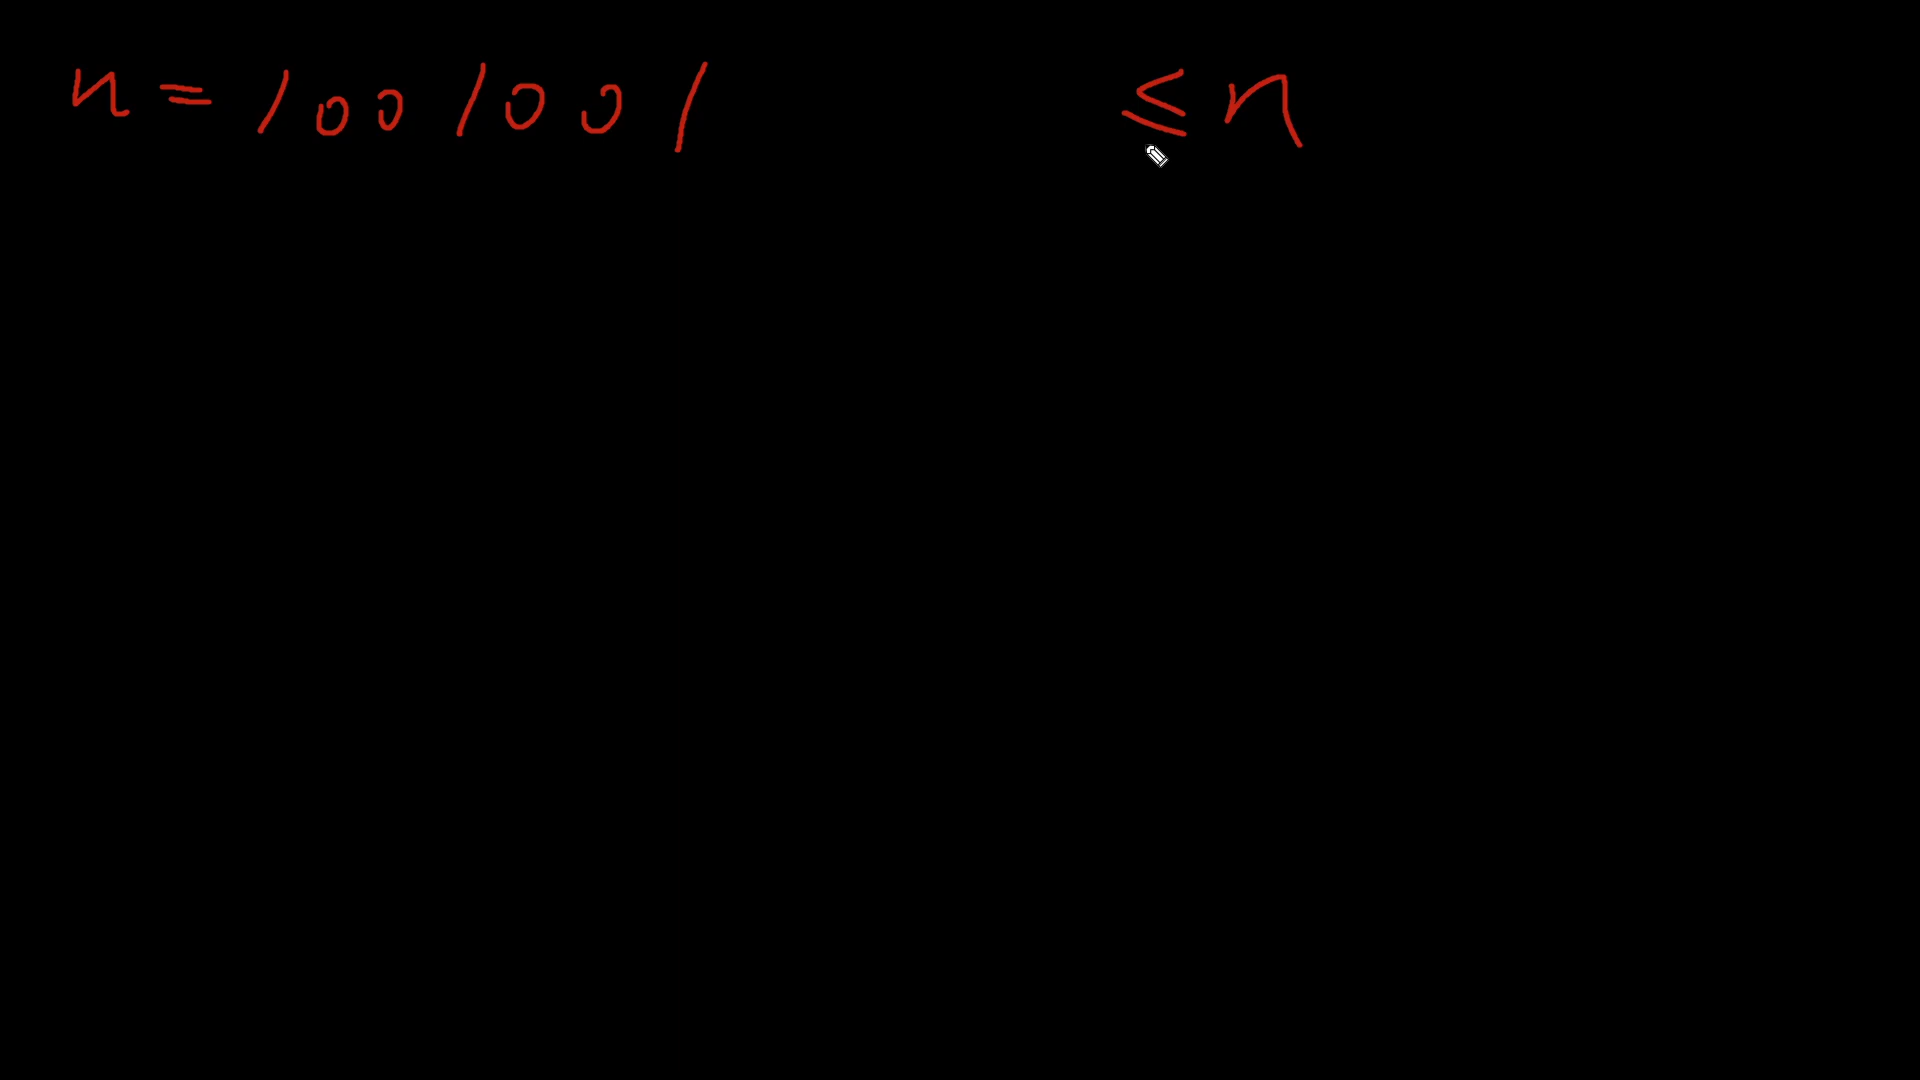 n = 1001001 ≤ n